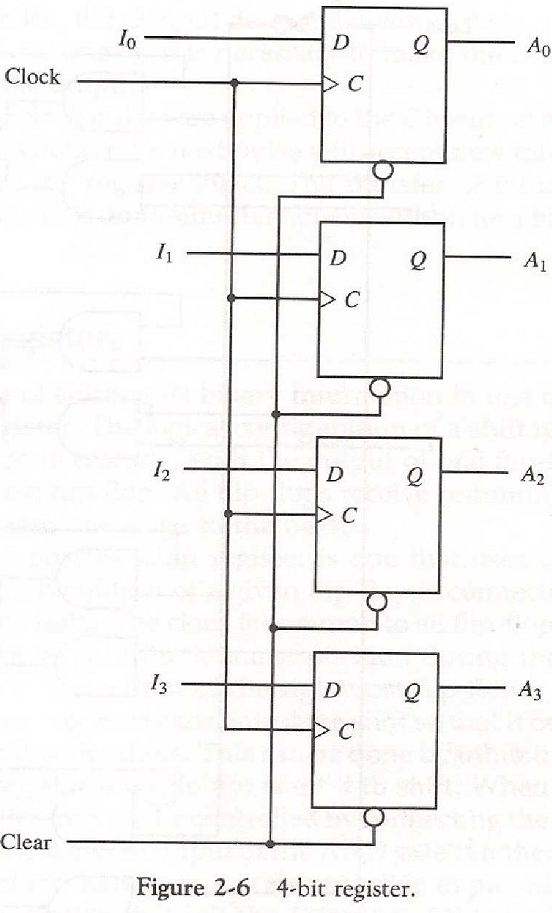 I0 D Q A0
Clock C
I1 D Q A1
C
I2 D Q A2
C
I3 D Q A3
C
Clear
Figure 2-6 4-bit register.